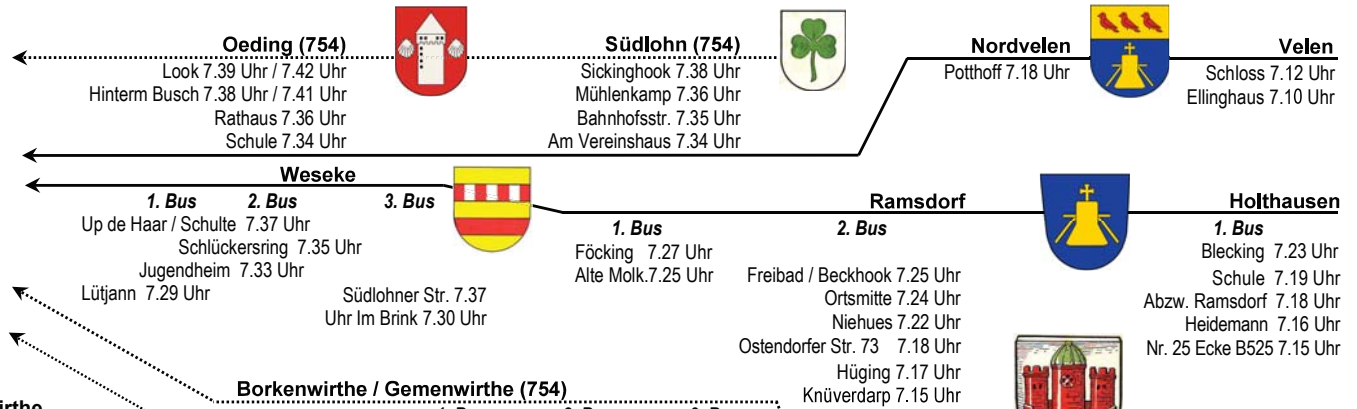 Oeding (754)
Look 7.39 Uhr / 7.42 Uhr
Hinterm Busch 7.38 Uhr / 7.41 Uhr
Rathaus 7.36 Uhr
Schule 7.34 Uhr
Südlohn (754)
Sickinghook 7.38 Uhr
Mühlenkamp 7.36 Uhr
Bahnhofsstr. 7.35 Uhr
Am Vereinshaus 7.34 Uhr
Nordvelen
Potthoff 7.18 Uhr
Velen
Schloss 7.12 Uhr
Ellinghaus 7.10 Uhr
Weseke
1. Bus 2. Bus 3. Bus
Up de Haar / Schulte 7.37 Uhr
Schlückersring 7.35 Uhr
Jugendheim 7.33 Uhr
Lütjann 7.29 Uhr
Südlohner Str. 7.37
Uhr Im Brink 7.30 Uhr
Ramsdorf
1. Bus 2. Bus
Föcking 7.27 Uhr
Alte Molk.7.25 Uhr
Freibad / Beckhook 7.25 Uhr
Ortsmitte 7.24 Uhr
Niehues 7.22 Uhr
Ostendorfer Str. 73 7.18 Uhr
Hüging 7.17 Uhr
Knüverdarp 7.15 Uhr
Holthausen
1. Bus
Blecking 7.23 Uhr
Schule 7.19 Uhr
Abzw. Ramsdorf 7.18 Uhr
Heidemann 7.16 Uhr
Nr. 25 Ecke B525 7.15 Uhr
Borkenwirthe / Gemenwirthe (754)